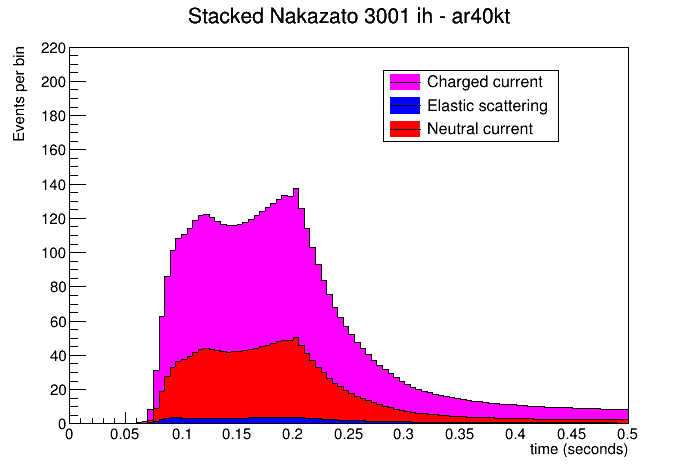 Stacked Nakazato 3001 ih - ar40kt
Events per bin
220
200
180
160
140
120
100
80
60
40
20
0
Charged current
Elastic scattering
Neutral current
0 0.05 0.1 0.15 0.2 0.25 0.3 0.35 0.4 0.45 0.5
time (seconds)